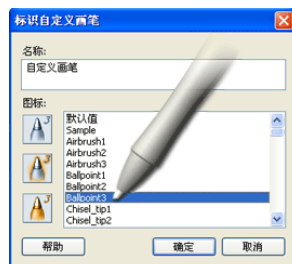 标识自定义画笔
名称:
自定义画笔
图标:
默认值
Sample
Airbrush1
Airbrush2
Airbrush3
Ballpoint1
Ballpoint2
Ballpoint3
Chisel_tip1
Chisel_tip2
帮助
确定
取消